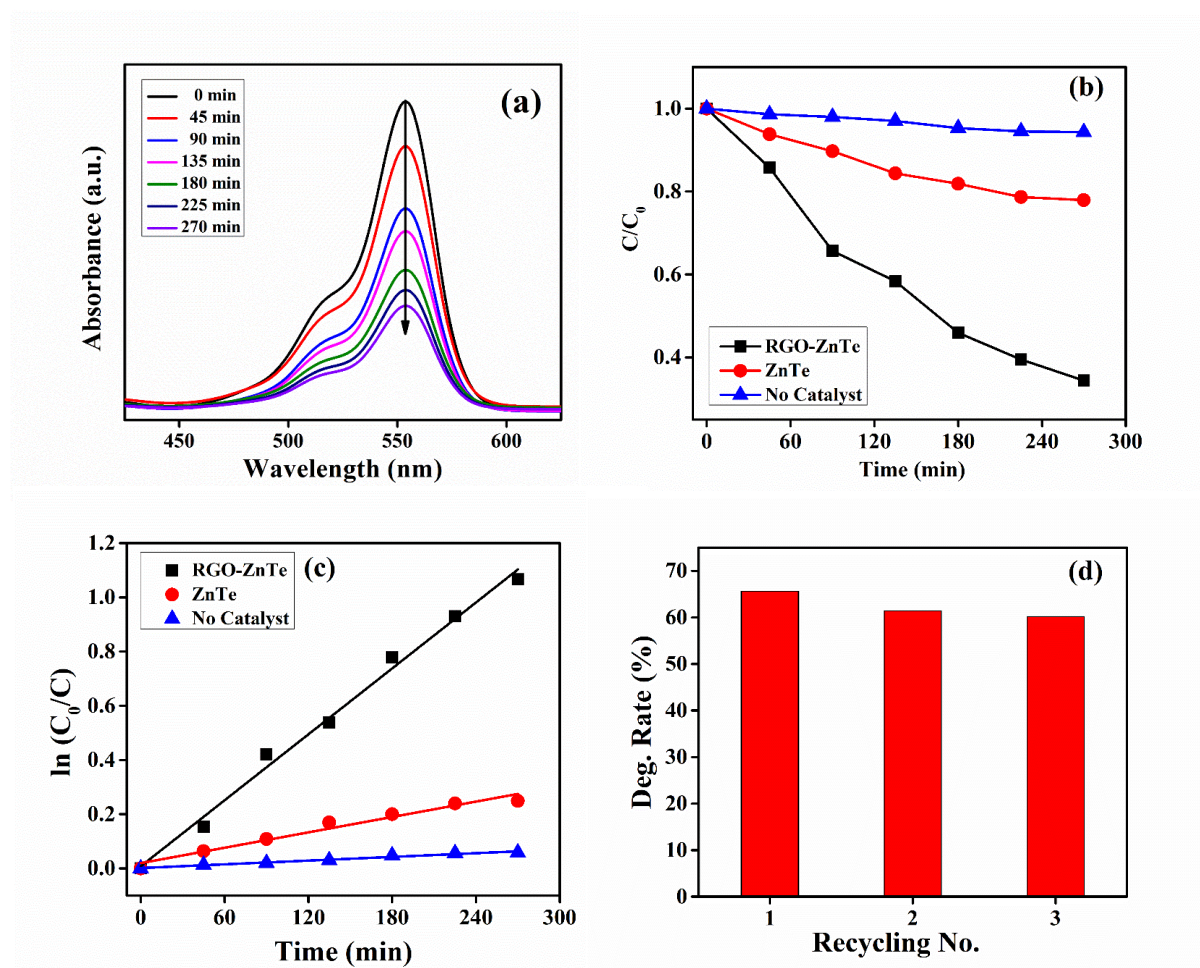 (a)
0 min
45 min
90 min
135 min
180 min
225 min
270 min
Absorbance (a.u.)
450 500 550 600
Wavelength (nm)
(b)
1.0
0.8
0.6
0.4
C/C0
RGO-ZnTe
ZnTe
No Catalyst
0 60 120 180 240 300
Time (min)
(c)
RGO-ZnTe
ZnTe
No Catalyst
1.2
1.0
0.8
0.6
0.4
0.2
0.0
ln (C0/C)
0 60 120 180 240 300
Time (min)
(d)
70
60
50
40
30
20
10
0
Deg. Rate (%)
1 2 3
Recycling No.